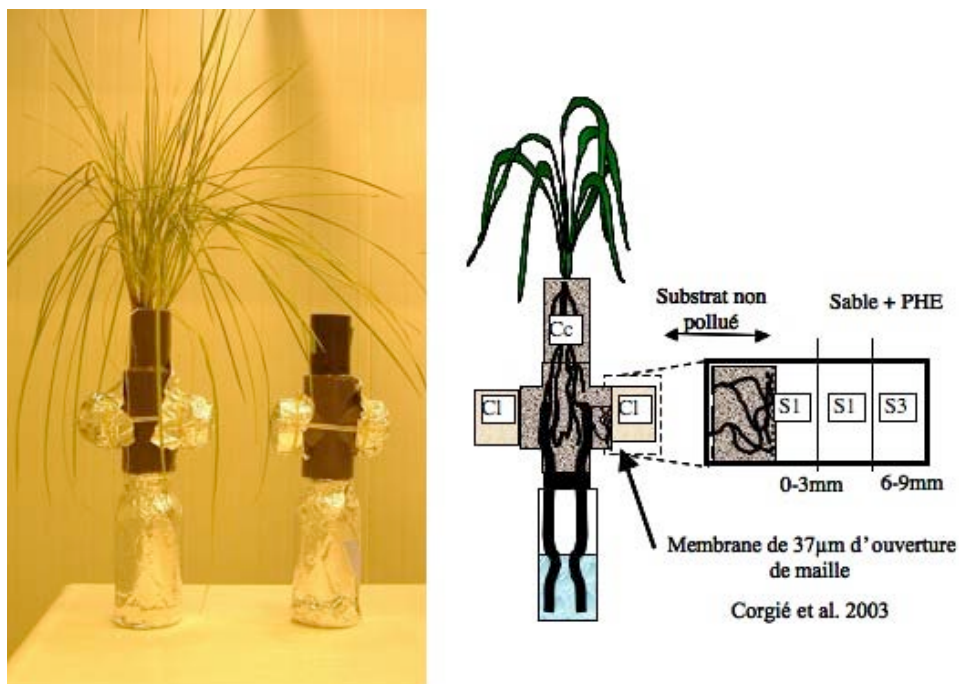 Substrat non
pollué
Sable + PHE
Cc
Cl
Cl
S1
S1
S3
0-3mm
6-9mm
Membrane de 37µm d'ouverture
de maille
Corgié et al. 2003